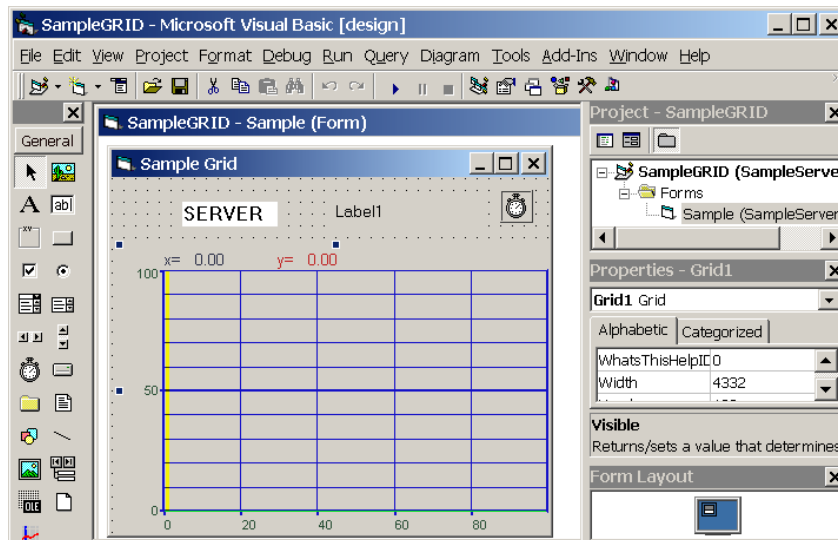 SampleGRID - Microsoft Visual Basic [design]
File Edit View Project Format Debug Run Query Diagram Tools Add-Ins Window Help
General
A ab|
XY
OLE
SampleGRID - Sample (Form)
Sample Grid
SERVER Label1
x= 0.00 y= 0.00
100
50
0
0 20 40 60 80
Project - SampleGRID
SampleGRID (SampleServe
Forms
Sample (SampleServer
Properties - Grid1
Grid1 Grid
Alphabetic Categorized
WhatsThisHelpID 0
Width 4332
Visible
Returns/sets a value that determines
Form Layout